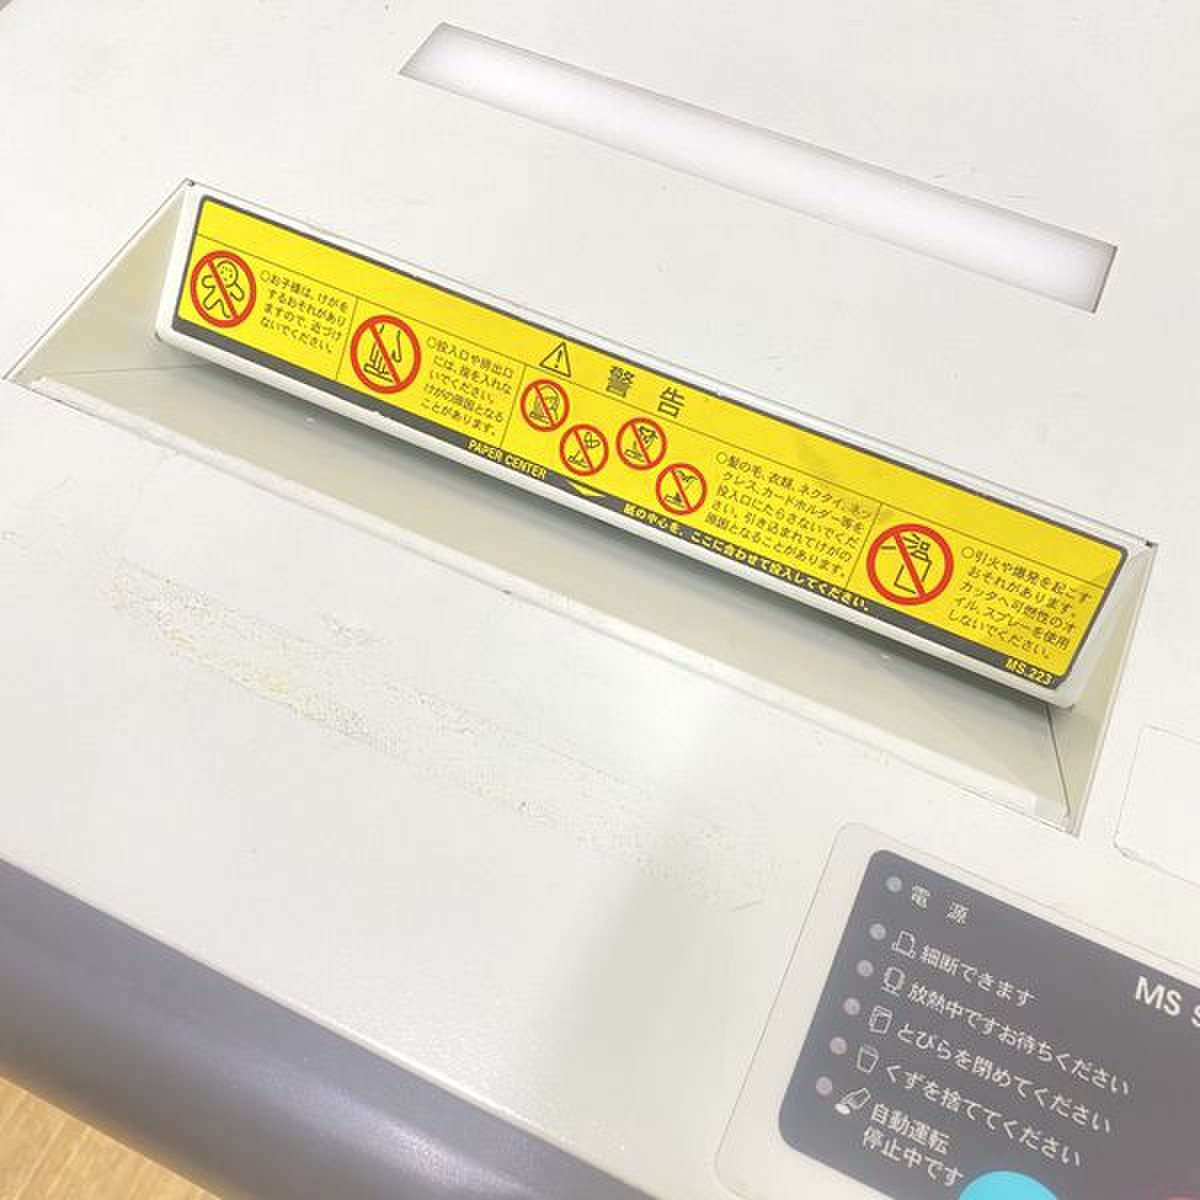 警告
○お子様は、けがを
するおそれがあり
ますので、近づけ
ないでください。
○投入口や排出口
には、指を入れな
いでください。
けがの原因となる
ことがあります。
○髪の毛、衣類、ネクタイ、ネッ
クレス、カードホルダー等を
投入口にたらさないでくだ
さい。引き込まれてけがの
原因となることがあります。
○引火や爆発を起こす
おそれがあります。
カッタへ可燃性のオ
イル、スプレーを使用
しないでください。
PAPER CENTER
紙の中心を、ここに合わせて投入してください。
MS.223
電源
細断できます
放熱中ですお待ちください
とびらを閉めてください
くずを捨ててください
自動運転
停止中です
MS